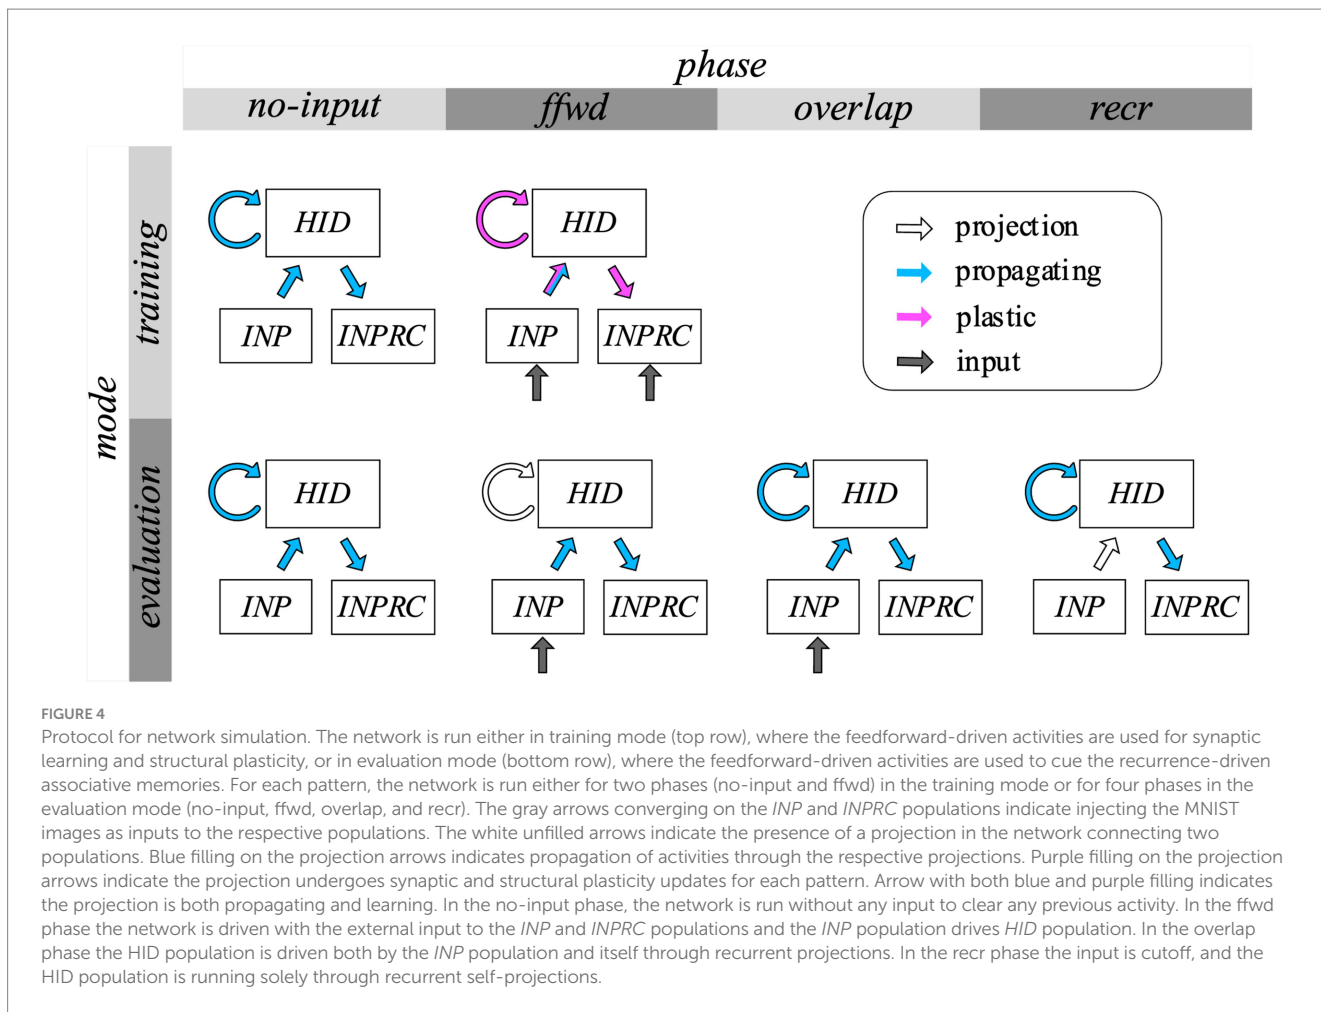 phase
no-input ffwd overlap recr
mode
training
HID HID
INP INPRC INP INPRC
projection
propagating
plastic
input
evaluation
HID HID HID HID
INP INPRC INP INPRC INP INPRC INP INPRC
FIGURE 4
Protocol for network simulation. The network is run either in training mode (top row), where the feedforward-driven activities are used for synaptic
learning and structural plasticity, or in evaluation mode (bottom row), where the feedforward-driven activities are used to cue the recurrence-driven
associative memories. For each pattern, the network is run either for two phases (no-input and ffwd) in the training mode or for four phases in the
evaluation mode (no-input, ffwd, overlap, and recr). The gray arrows converging on the INP and INPRC populations indicate injecting the MNIST
images as inputs to the respective populations. The white unfilled arrows indicate the presence of a projection in the network connecting two
populations. Blue filling on the projection arrows indicates propagation of activities through the respective projections. Purple filling on the projection
arrows indicate the projection undergoes synaptic and structural plasticity updates for each pattern. Arrow with both blue and purple filling indicates
the projection is both propagating and learning. In the no-input phase, the network is run without any input to clear any previous activity. In the ffwd
phase the network is driven with the external input to the INP and INPRC populations and the INP population drives HID population. In the overlap
phase the HID population is driven both by the INP population and itself through recurrent projections. In the recr phase the input is cutoff, and the
HID population is running solely through recurrent self-projections.